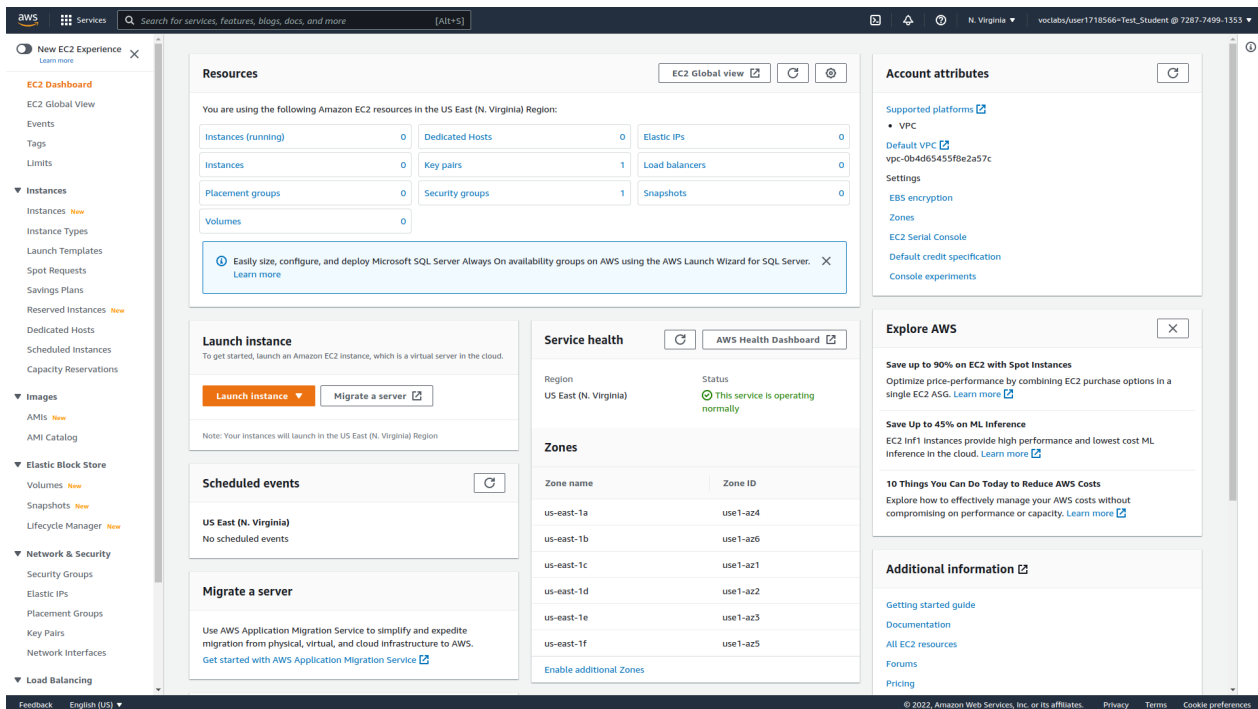 aws
Services
Search for services, features, blogs, docs, and more
[Alt+S]
N. Virginia ▼
voclabs/user1718566=Test_Student @ 7287-7499-1353 ▼
New EC2 Experience
Learn more
EC2 Dashboard
EC2 Global View
Events
Tags
Limits
▼ Instances
Instances New
Instance Types
Launch Templates
Spot Requests
Savings Plans
Reserved Instances New
Dedicated Hosts
Scheduled Instances
Capacity Reservations
▼ Images
AMIs New
AMI Catalog
▼ Elastic Block Store
Volumes New
Snapshots New
Lifecycle Manager New
▼ Network & Security
Security Groups
Elastic IPs
Placement Groups
Key Pairs
Network Interfaces
▼ Load Balancing
Resources
EC2 Global view
You are using the following Amazon EC2 resources in the US East (N. Virginia) Region:
Instances (running) 0
Dedicated Hosts 0
Elastic IPs 0
Instances 0
Key pairs 1
Load balancers 0
Placement groups 0
Security groups 1
Snapshots 0
Volumes 0
Easily size, configure, and deploy Microsoft SQL Server Always On availability groups on AWS using the AWS Launch Wizard for SQL Server.
Learn more
Launch instance
To get started, launch an Amazon EC2 instance, which is a virtual server in the cloud.
Launch instance ▼
Migrate a server
Note: Your instances will launch in the US East (N. Virginia) Region
Scheduled events
US East (N. Virginia)
No scheduled events
Migrate a server
Use AWS Application Migration Service to simplify and expedite
migration from physical, virtual, and cloud infrastructure to AWS.
Get started with AWS Application Migration Service
Service health
AWS Health Dashboard
Region
US East (N. Virginia)
Status
This service is operating
normally
Zones
Zone name Zone ID
us-east-1a use1-az4
us-east-1b use1-az6
us-east-1c use1-az1
us-east-1d use1-az2
us-east-1e use1-az3
us-east-1f use1-az5
Enable additional Zones
Account attributes
Supported platforms
• VPC
Default VPC
vpc-0b4d65455f8e2a57c
Settings
EBS encryption
Zones
EC2 Serial Console
Default credit specification
Console experiments
Explore AWS
Save up to 90% on EC2 with Spot Instances
Optimize price-performance by combining EC2 purchase options in a
single EC2 ASG. Learn more
Save Up to 45% on ML Inference
EC2 Inf1 instances provide high performance and lowest cost ML
inference in the cloud. Learn more
10 Things You Can Do Today to Reduce AWS Costs
Explore how to effectively manage your AWS costs without
compromising on performance or capacity. Learn more
Additional information
Getting started guide
Documentation
All EC2 resources
Forums
Pricing
Feedback
English (US) ▼
© 2022, Amazon Web Services, Inc. or its affiliates.
Privacy
Terms
Cookie preferences